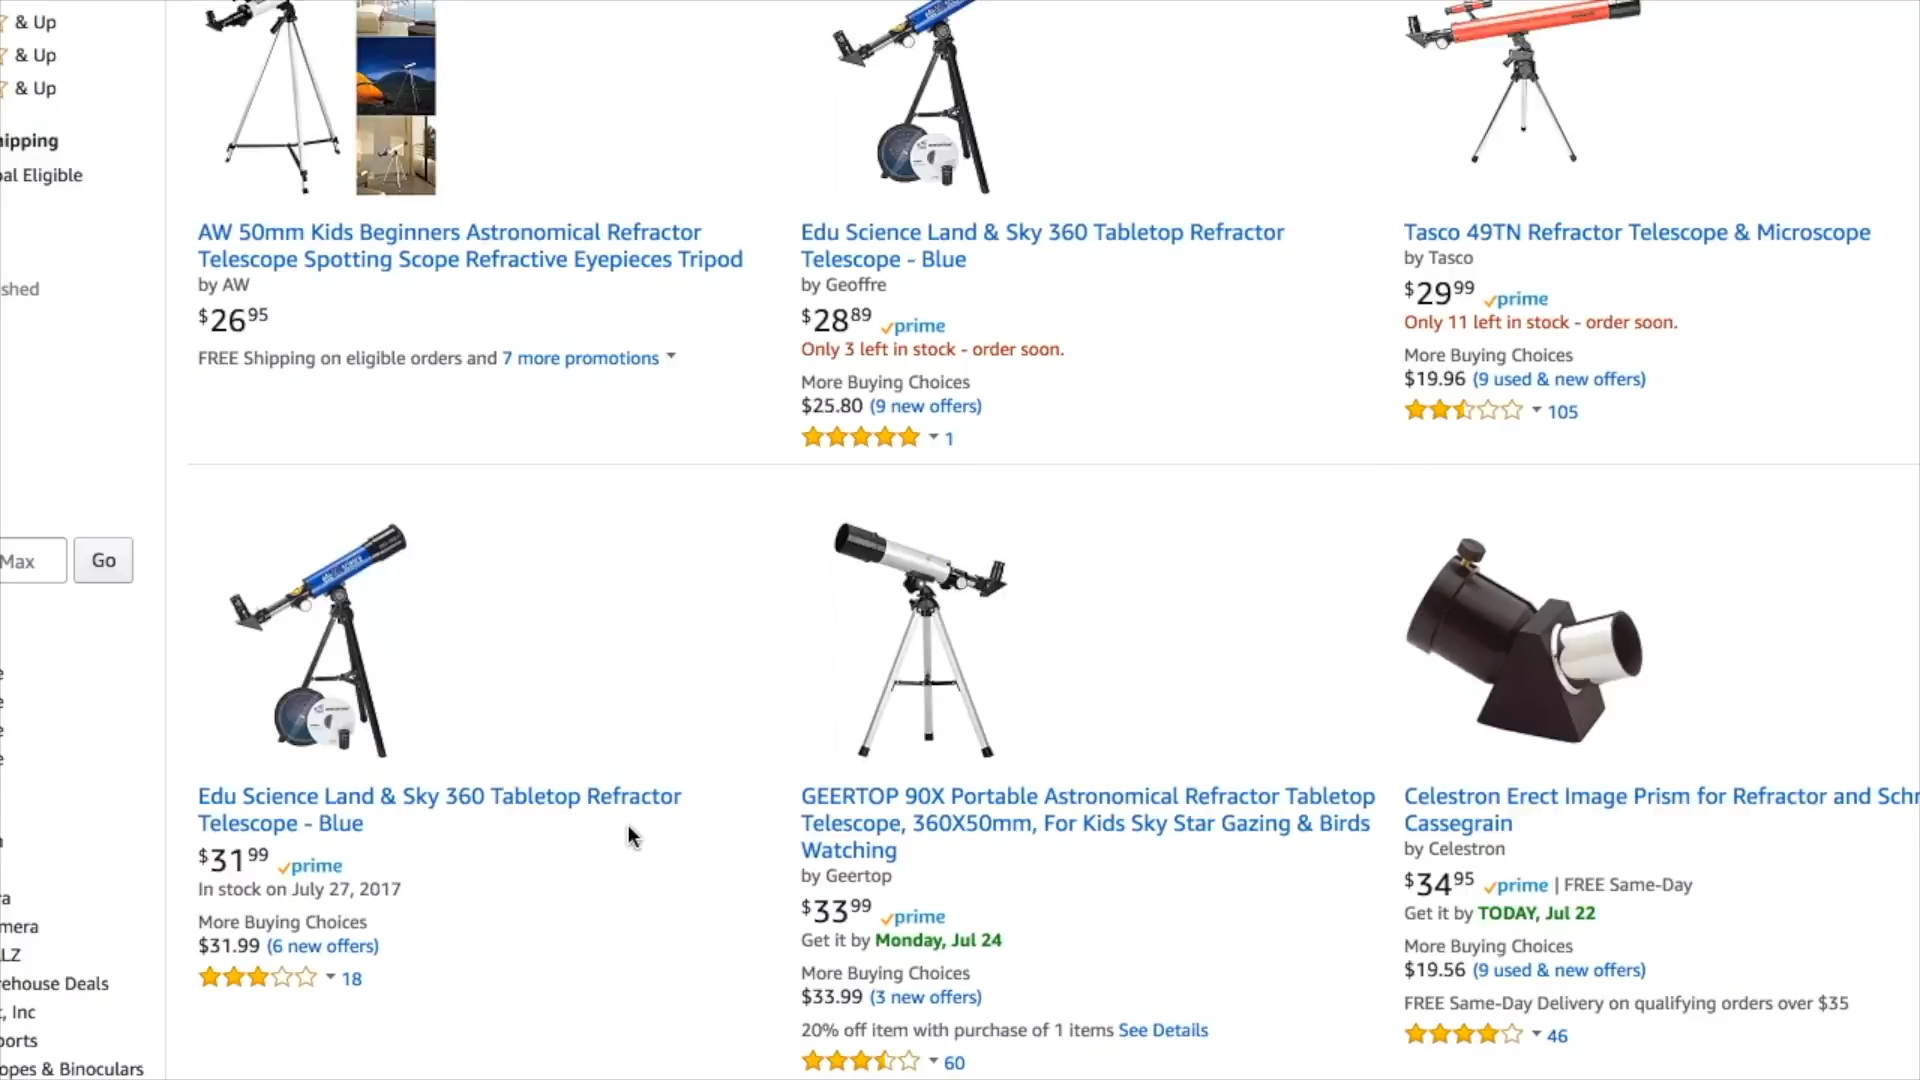 & Up
& Up
& Up
hipping
al Eligible
shed
Max
Go
mera
LZ
rehouse Deals
, Inc
ports
opes & Binoculars
AW 50mm Kids Beginners Astronomical Refractor
Telescope Spotting Scope Refractive Eyepieces Tripod
by AW
$26 95
FREE Shipping on eligible orders and 7 more promotions
Edu Science Land & Sky 360 Tabletop Refractor
Telescope - Blue
by Geoffre
$28 89 prime
Only 3 left in stock - order soon.
More Buying Choices
$25.80 (9 new offers)
1
Tasco 49TN Refractor Telescope & Microscope
by Tasco
$29 99 prime
Only 11 left in stock - order soon.
More Buying Choices
$19.96 (9 used & new offers)
105
Edu Science Land & Sky 360 Tabletop Refractor
Telescope - Blue
$31 99 prime
In stock on July 27, 2017
More Buying Choices
$31.99 (6 new offers)
18
GEERTOP 90X Portable Astronomical Refractor Tabletop
Telescope, 360X50mm, For Kids Sky Star Gazing & Birds
Watching
by Geertop
$33 99 prime
Get it by Monday, Jul 24
More Buying Choices
$33.99 (3 new offers)
20% off item with purchase of 1 items See Details
60
Celestron Erect Image Prism for Refractor and Schr
Cassegrain
by Celestron
$34 95 prime | FREE Same-Day
Get it by TODAY, Jul 22
More Buying Choices
$19.56 (9 used & new offers)
FREE Same-Day Delivery on qualifying orders over $35
46